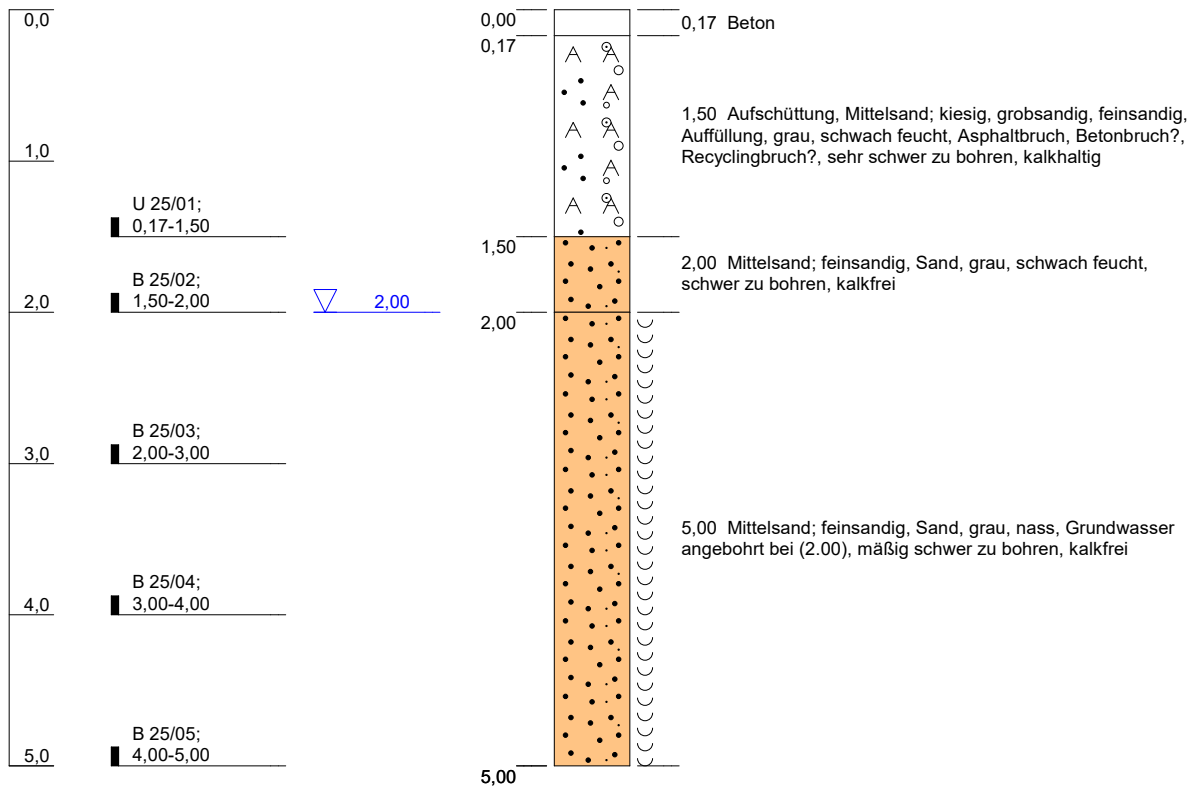 0,0
1,0
2,0
3,0
4,0
5,0
U 25/01;
0,17-1,50
B 25/02;
1,50-2,00
B 25/03;
2,00-3,00
B 25/04;
3,00-4,00
B 25/05;
4,00-5,00
2,00
0,00
0,17
1,50
2,00
5,00
0,17 Beton
1,50 Aufschüttung, Mittelsand; kiesig, grobsandig, feinsandig,
Auffüllung, grau, schwach feucht, Asphaltbruch, Betonbruch?,
Recyclingbruch?, sehr schwer zu bohren, kalkhaltig
2,00 Mittelsand; feinsandig, Sand, grau, schwach feucht,
schwer zu bohren, kalkfrei
5,00 Mittelsand; feinsandig, Sand, grau, nass, Grundwasser
angebohrt bei (2.00), mäßig schwer zu bohren, kalkfrei